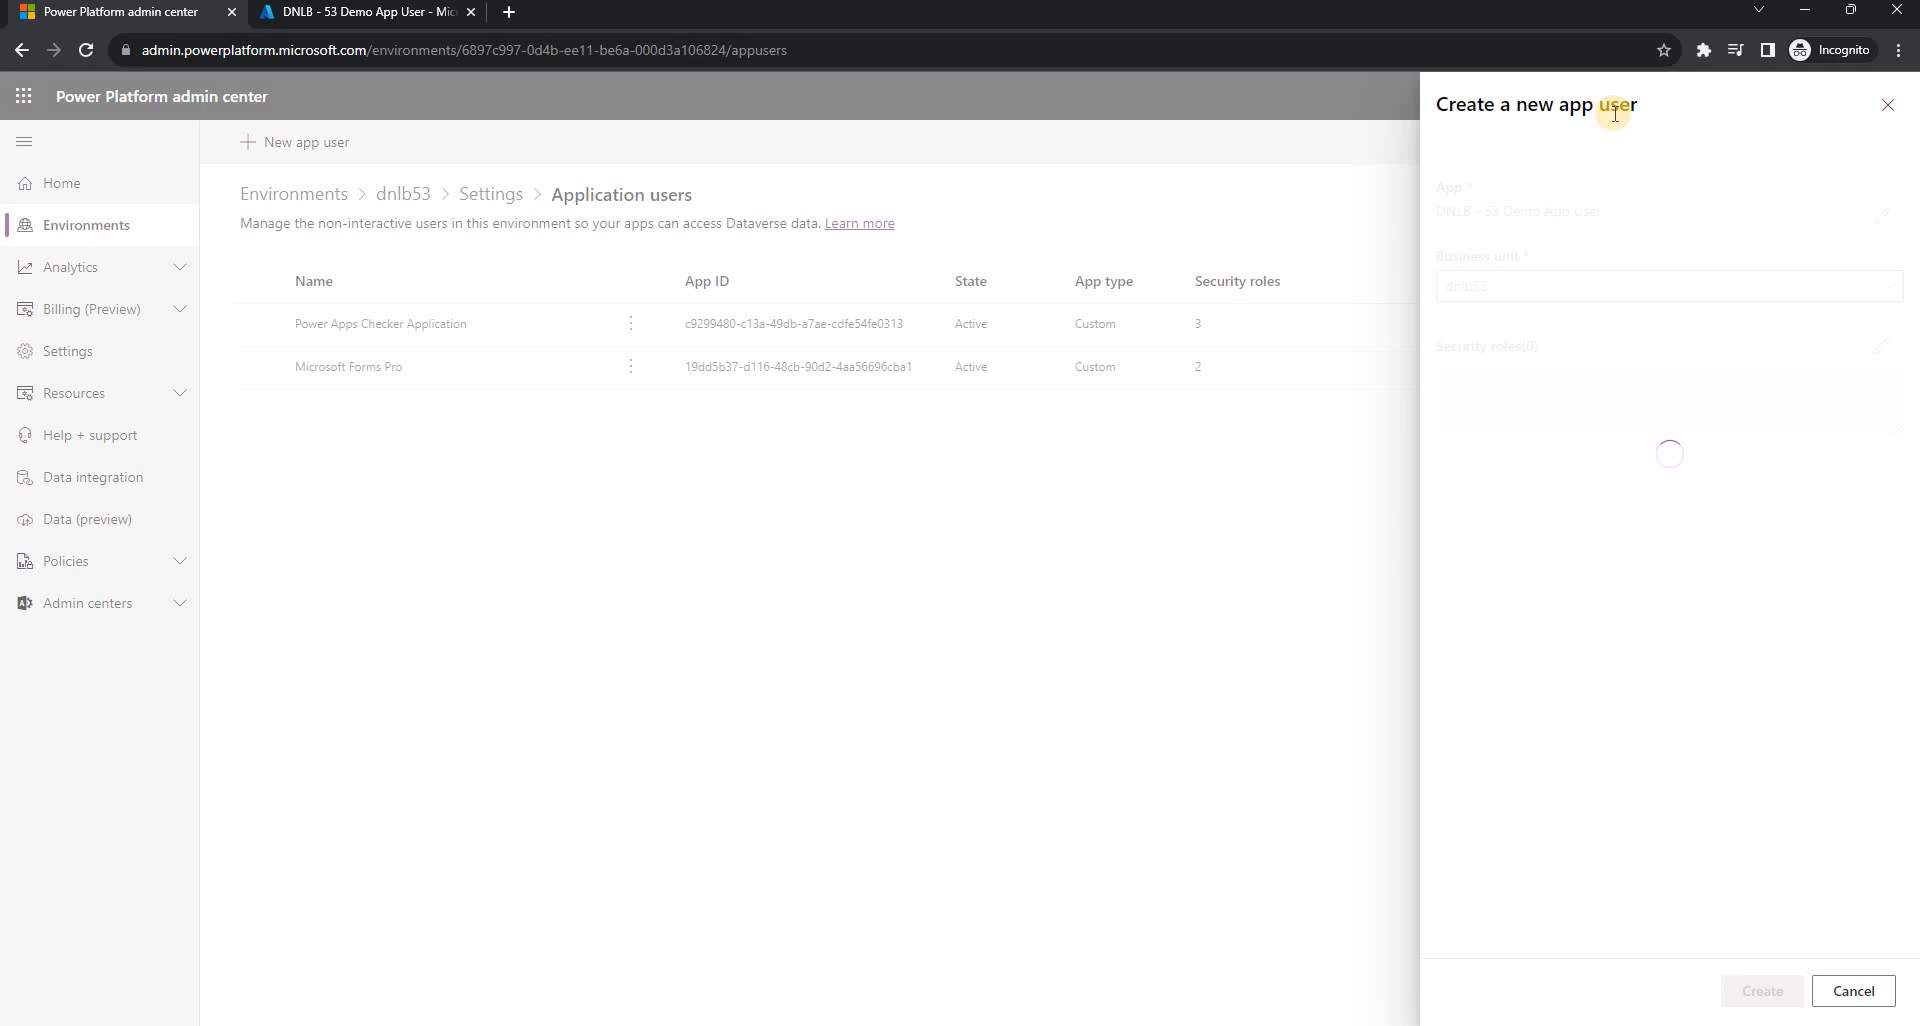 Power Platform admin center
DNLB - 53 Demo App User - Mic
admin.powerplatform.microsoft.com/environments/6897c997-0d4b-ee11-be6a-000d3a106824/appusers
Incognito
Power Platform admin center
Create a new app user
New app user
Home
Environments
Analytics
Billing (Preview)
Settings
Resources
Help + support
Data integration
Data (preview)
Policies
Admin centers
Environments > dnlb53 > Settings > Application users
Manage the non-interactive users in this environment so your apps can access Dataverse data. Learn more
Name App ID State App type Security roles
Power Apps Checker Application c9299480-c13a-49db-a7ae-cdfe54fe0313 Active Custom 3
Microsoft Forms Pro 19dd5b37-d116-48cb-90d2-4aa56696cba1 Active Custom 2
App *
DNLB - 53 Demo App User
Business unit *
dnlb53
Security roles(0)
Create
Cancel